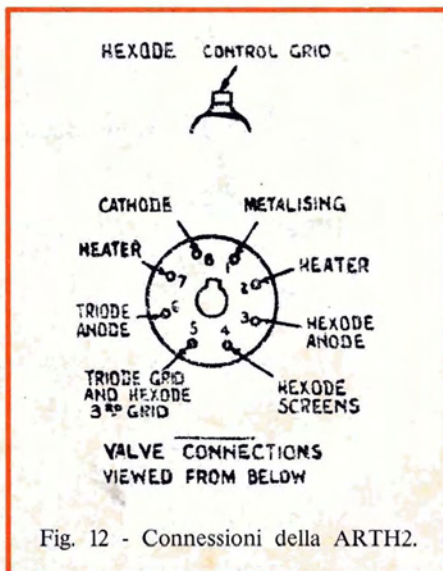 HEXODE CONTROL GRID
CATHODE
METALISING
HEATER
HEATER
TRIODE
ANODE
HEXODE
ANODE
TRIODE GRID
AND HEXODE
3RD GRID
HEXODE
SCREENS
8
1
7
2
6
3
5
4
VALVE CONNECTIONS
VIEWED FROM BELOW
Fig. 12 - Connessioni della ARTH2.